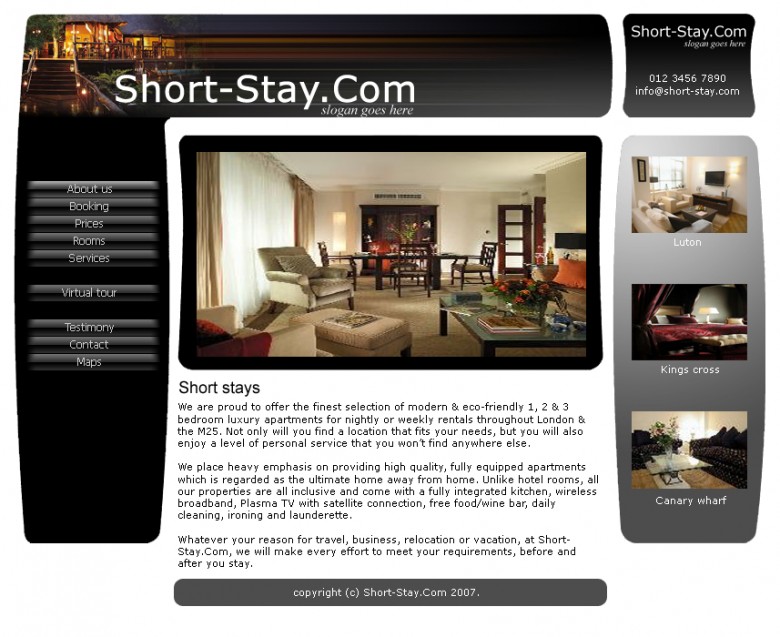 Short-Stay.Com
slogan goes here
Short-Stay.Com
slogan goes here
012 3456 7890
info@short-stay.com
About us
Booking
Prices
Rooms
Services
Virtual tour
Testimony
Contact
Maps
Luton
Kings cross
Canary wharf
Short stays
We are proud to offer the finest selection of modern & eco-friendly 1, 2 & 3
bedroom luxury apartments for nightly or weekly rentals throughout London &
the M25. Not only will you find a location that fits your needs, but you will also
enjoy a level of personal service that you won't find anywhere else.
We place heavy emphasis on providing high quality, fully equipped apartments
which is regarded as the ultimate home away from home. Unlike hotel rooms, all
our properties are all inclusive and come with a fully integrated kitchen, wireless
broadband, Plasma TV with satellite connection, free food/wine bar, daily
cleaning, ironing and launderette.
Whatever your reason for travel, business, relocation or vacation, at Short-
Stay.Com, we will make every effort to meet your requirements, before and
after you stay.
copyright (c) Short-Stay.Com 2007.